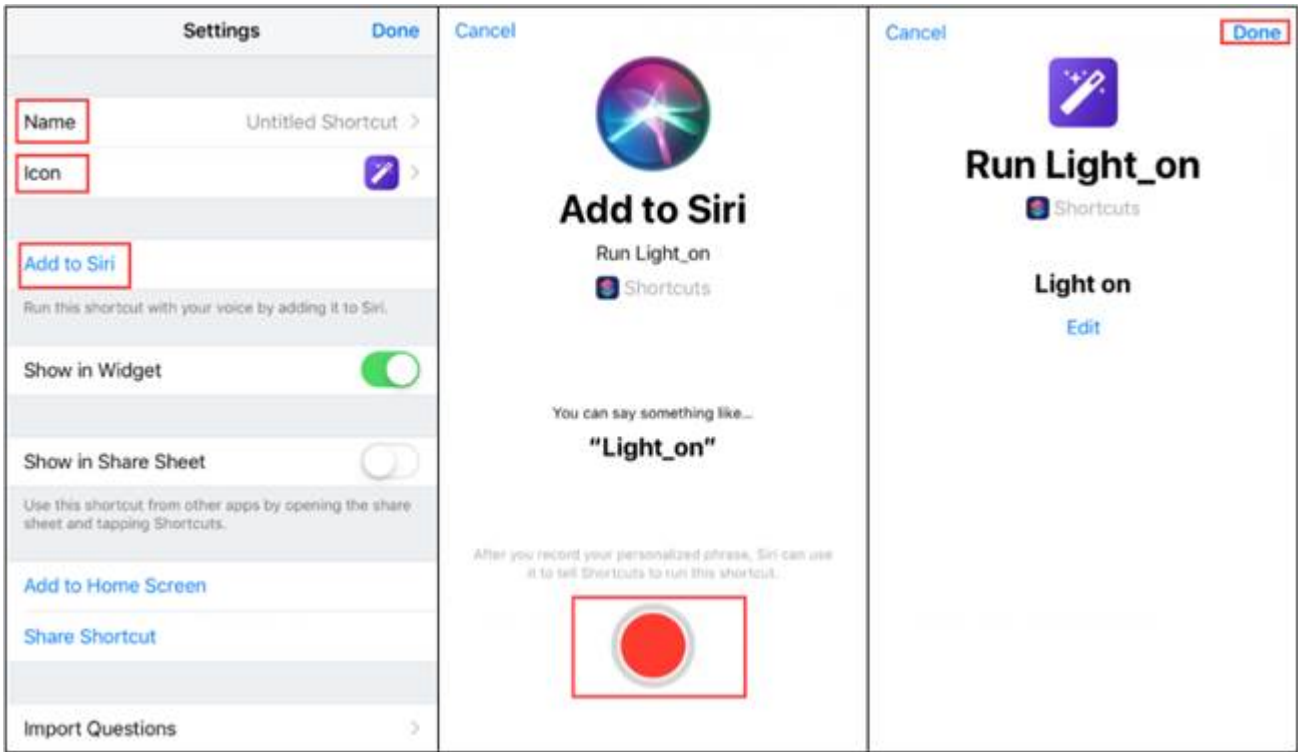 Settings
Done
Name
Untitled Shortcut >
Icon
>
Add to Siri
Run this shortcut with your voice by adding it to Siri.
Show in Widget
Show in Share Sheet
Use this shortcut from other apps by opening the share
sheet and tapping Shortcuts.
Add to Home Screen
Share Shortcut
Import Questions >
Cancel
Add to Siri
Run Light_on
Shortcuts
You can say something like...
“Light_on”
After you record your personalized phrase, Siri can use
it to tell Shortcuts to run this shortcut.
Cancel
Done
Run Light_on
Shortcuts
Light on
Edit